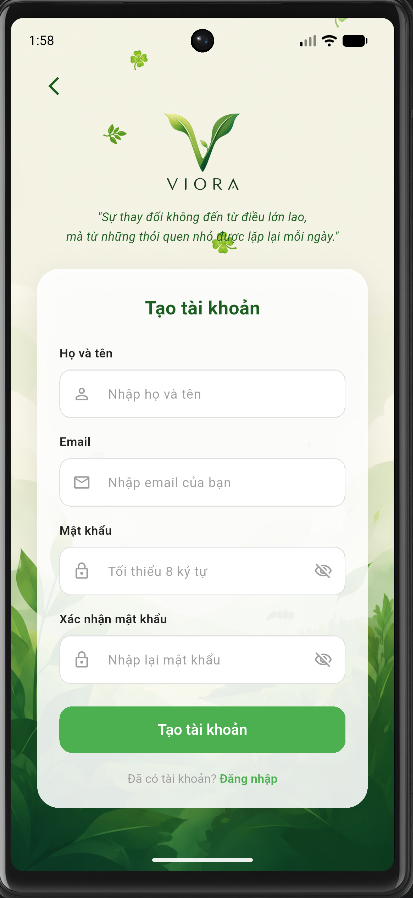 1:58
VIORA
"Sự thay đổi không đến từ điều lớn lao,
mà từ những thói quen nhỏ được lặp lại mỗi ngày."
Tạo tài khoản
Họ và tên
Nhập họ và tên
Email
Nhập email của bạn
Mật khẩu
Tối thiểu 8 ký tự
Xác nhận mật khẩu
Nhập lại mật khẩu
Tạo tài khoản
Đã có tài khoản? Đăng nhập